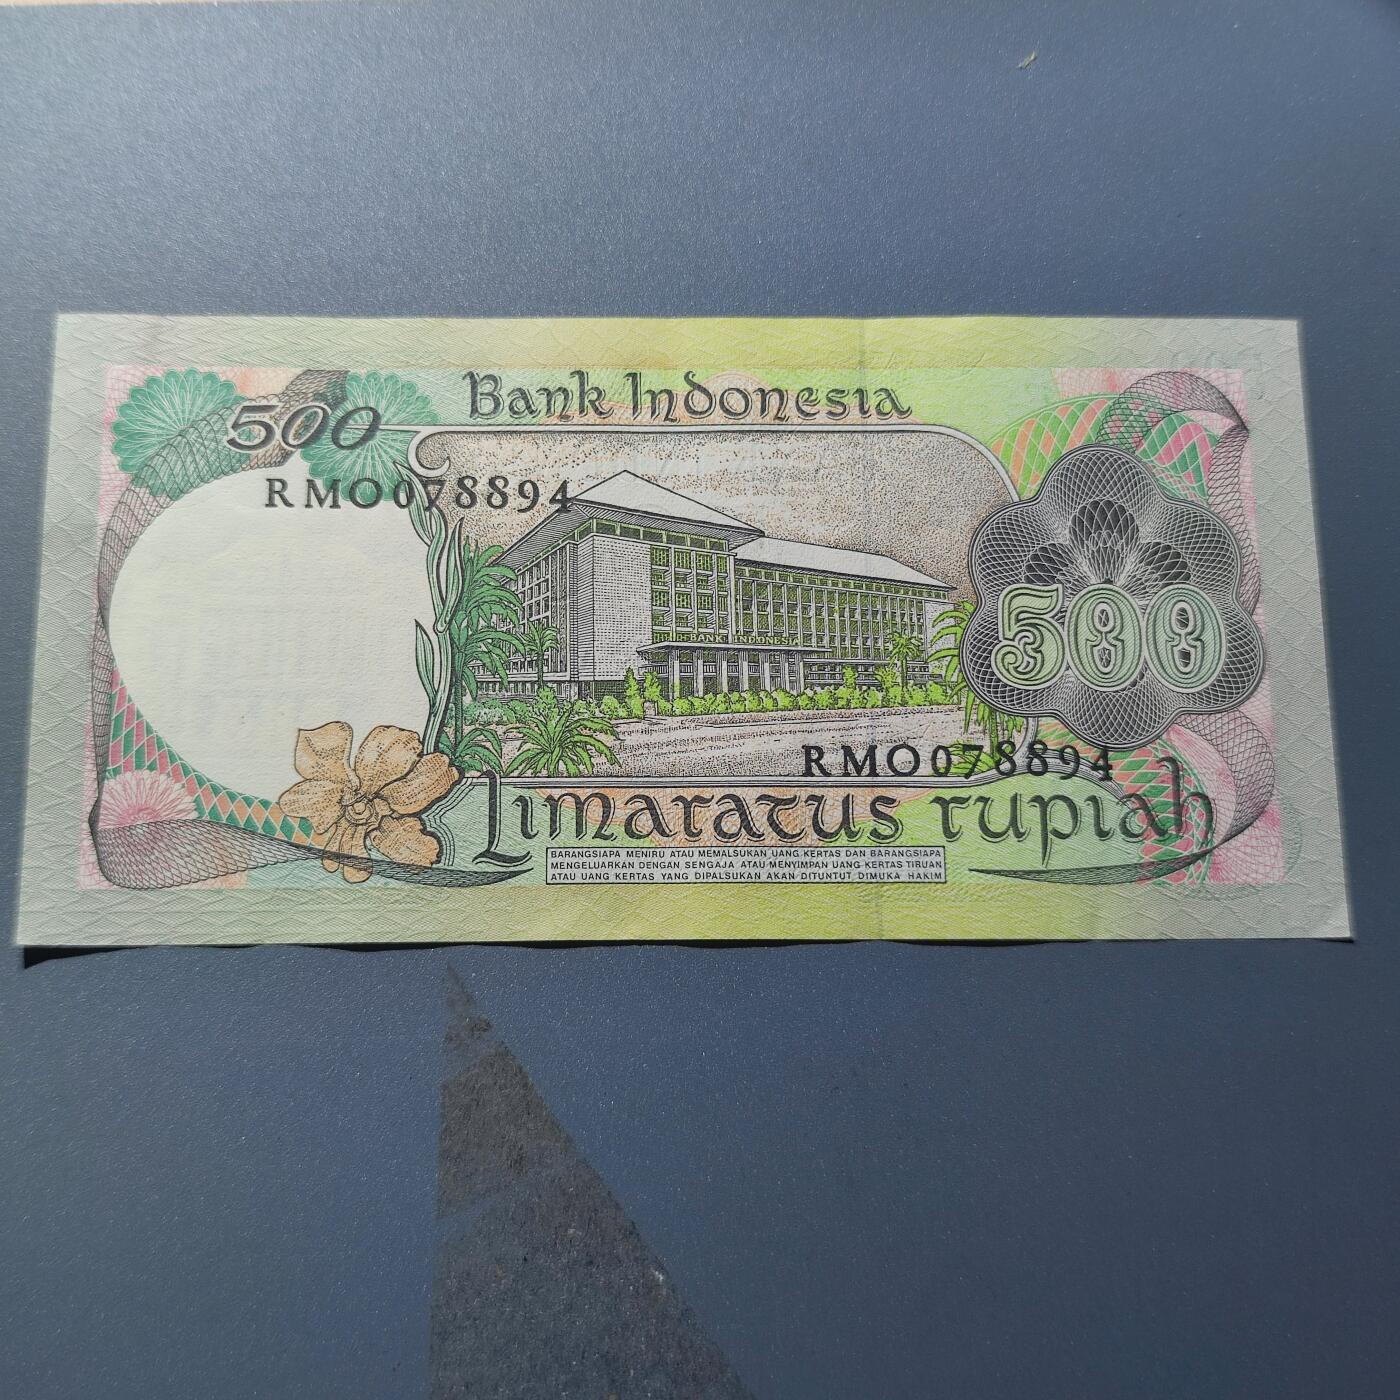 Bank Indonesia
500
RMO078894
BANK INDONESIA
500
RMO078894
Limaratus rupiah
BARANGSIAPA MENIRU ATAU MEMALSUKAN UANG KERTAS DAN BARANGSIAPA
MENGELUARKAN DENGAN SENGAJA ATAU MENYIMPAN UANG KERTAS TIRUAN
ATAU UANG KERTAS YANG DIPALSUKAN AKAN DITUNTUT DIMUKA HAKIM